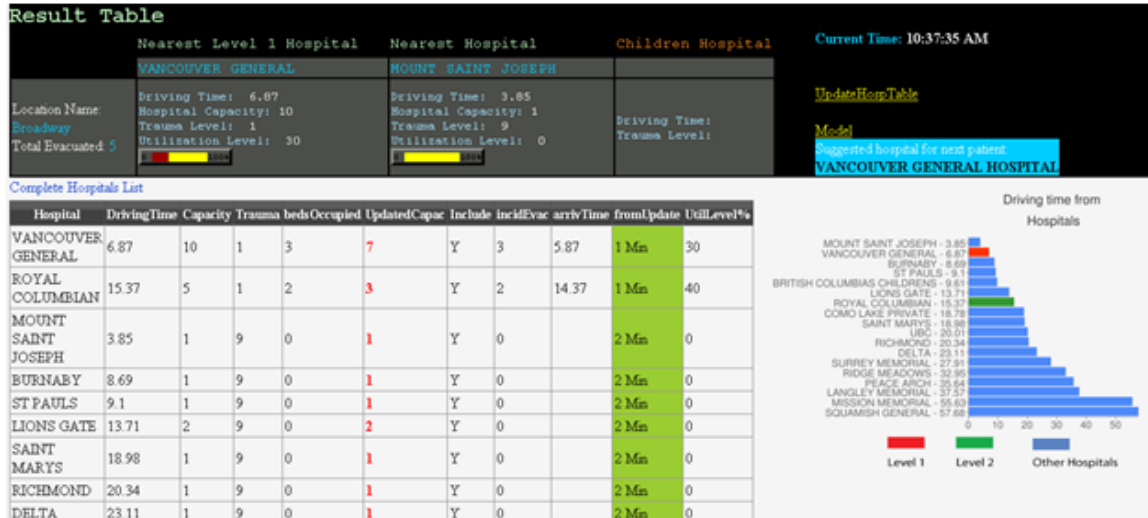 Result Table
Nearest Level 1 Hospital Nearest Hospital Children Hospital
VANCOUVER GENERAL MOUNT SAINT JOSEPH
Location Name:
Broadway
Total Evacuated: 5
Driving Time: 6.87
Hospital Capacity: 10
Trauma Level: 1
Utilization Level: 30
Driving Time: 3.85
Hospital Capacity: 1
Trauma Level: 9
Utilization Level: 0
Driving Time:
Trauma Level:
Current Time: 10:37:35 AM
UpdateHospTable
Model
Suggested hospital for next patient:
VANCOUVER GENERAL HOSPITAL
Complete Hospitals List
Hospital DrivingTime Capacity Trauma bedsOccupied UpdatedCapac Include incidEvac arrivTime fromUpdate UtilLevel%
VANCOUVER GENERAL 6.87 10 1 3 7 Y 3 5.87 1 Min 30
ROYAL COLUMBIAN 15.37 5 1 2 3 Y 2 14.37 1 Min 40
MOUNT SAINT JOSEPH 3.85 1 9 0 1 Y 0 2 Min 0
BURNABY 8.69 1 9 0 1 Y 0 2 Min 0
ST PAULS 9.1 1 9 0 1 Y 0 2 Min 0
LIONS GATE 13.71 2 9 0 2 Y 0 2 Min 0
SAINT MARYS 18.98 1 9 0 1 Y 0 2 Min 0
RICHMOND 20.34 1 9 0 1 Y 0 2 Min 0
DELTA 23.11 1 9 0 1 Y 0 2 Min 0
Driving time from
Hospitals
MOUNT SAINT JOSEPH - 3.85
VANCOUVER GENERAL - 6.87
BURNABY - 8.69
ST PAULS - 9.1
BRITISH COLUMBIAS CHILDRENS - 9.61
LIONS GATE - 13.71
ROYAL COLUMBIAN - 15.37
COMO LAKE PRIVATE - 18.78
SAINT MARYS - 18.98
UBC - 20.01
RICHMOND - 20.34
DELTA - 23.11
SURREY MEMORIAL - 27.91
RIDGE MEADOWS - 32.95
PEACE ARCH - 35.64
LANGLEY MEMORIAL - 37.57
MISSION MEMORIAL - 55.63
SQUAMISH GENERAL - 57.68
0 10 20 30 40 50
Level 1 Level 2 Other Hospitals